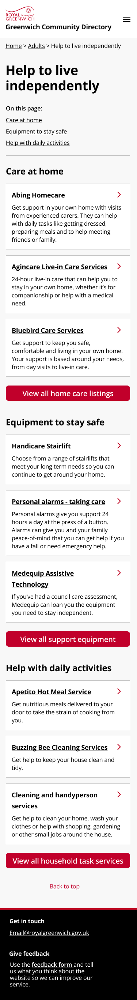 ROYAL borough of
GREENWICH
Greenwich Community Directory
Home > Adults > Help to live independently
Help to live
independently
On this page:
Care at home
Equipment to stay safe
Help with daily activities
Care at home
Abing Homecare
Get support in your own home with visits
from experienced carers. They can help
with daily tasks like getting dressed,
preparing meals and to help meeting
friends or family.
Agincare Live-in Care Services
24-hour live-in care that can help you to
stay in your own home, whether it’s for
companionship or help with a medical
need.
Bluebird Care Services
Get support to keep you safe,
comfortable and living in your own home.
Your support is based around your needs,
from day visits to live-in care.
View all home care listings
Equipment to stay safe
Handicare Stairlift
Choose from a range of stairlifts that
meet your long term needs so you can
continue to get around your home.
Personal alarms - taking care
Personal alarms give you support 24
hours a day at the press of a button.
Alarms can give you and your family
peace-of-mind that you can get help if you
have a fall or need emergency help.
Medequip Assistive
Technology
If you’ve had a council care assessment,
Medequip can loan you the equipment
you need to stay independent.
View all support equipment
Help with daily activities
Apetito Hot Meal Service
Get nutritious meals delivered to your
door to take the strain of cooking from
you.
Buzzing Bee Cleaning Services
Get help to keep your house clean and
tidy.
Cleaning and handyperson
services
Get help to clean your home, wash your
clothes or help with shopping, gardening
or other small jobs around the house.
View all household task services
Back to top
Get in touch
Email@royalgreenwich.gov.uk
Give feedback
Use the feedback form and tell
us what you think about the
website so we can improve our
service.